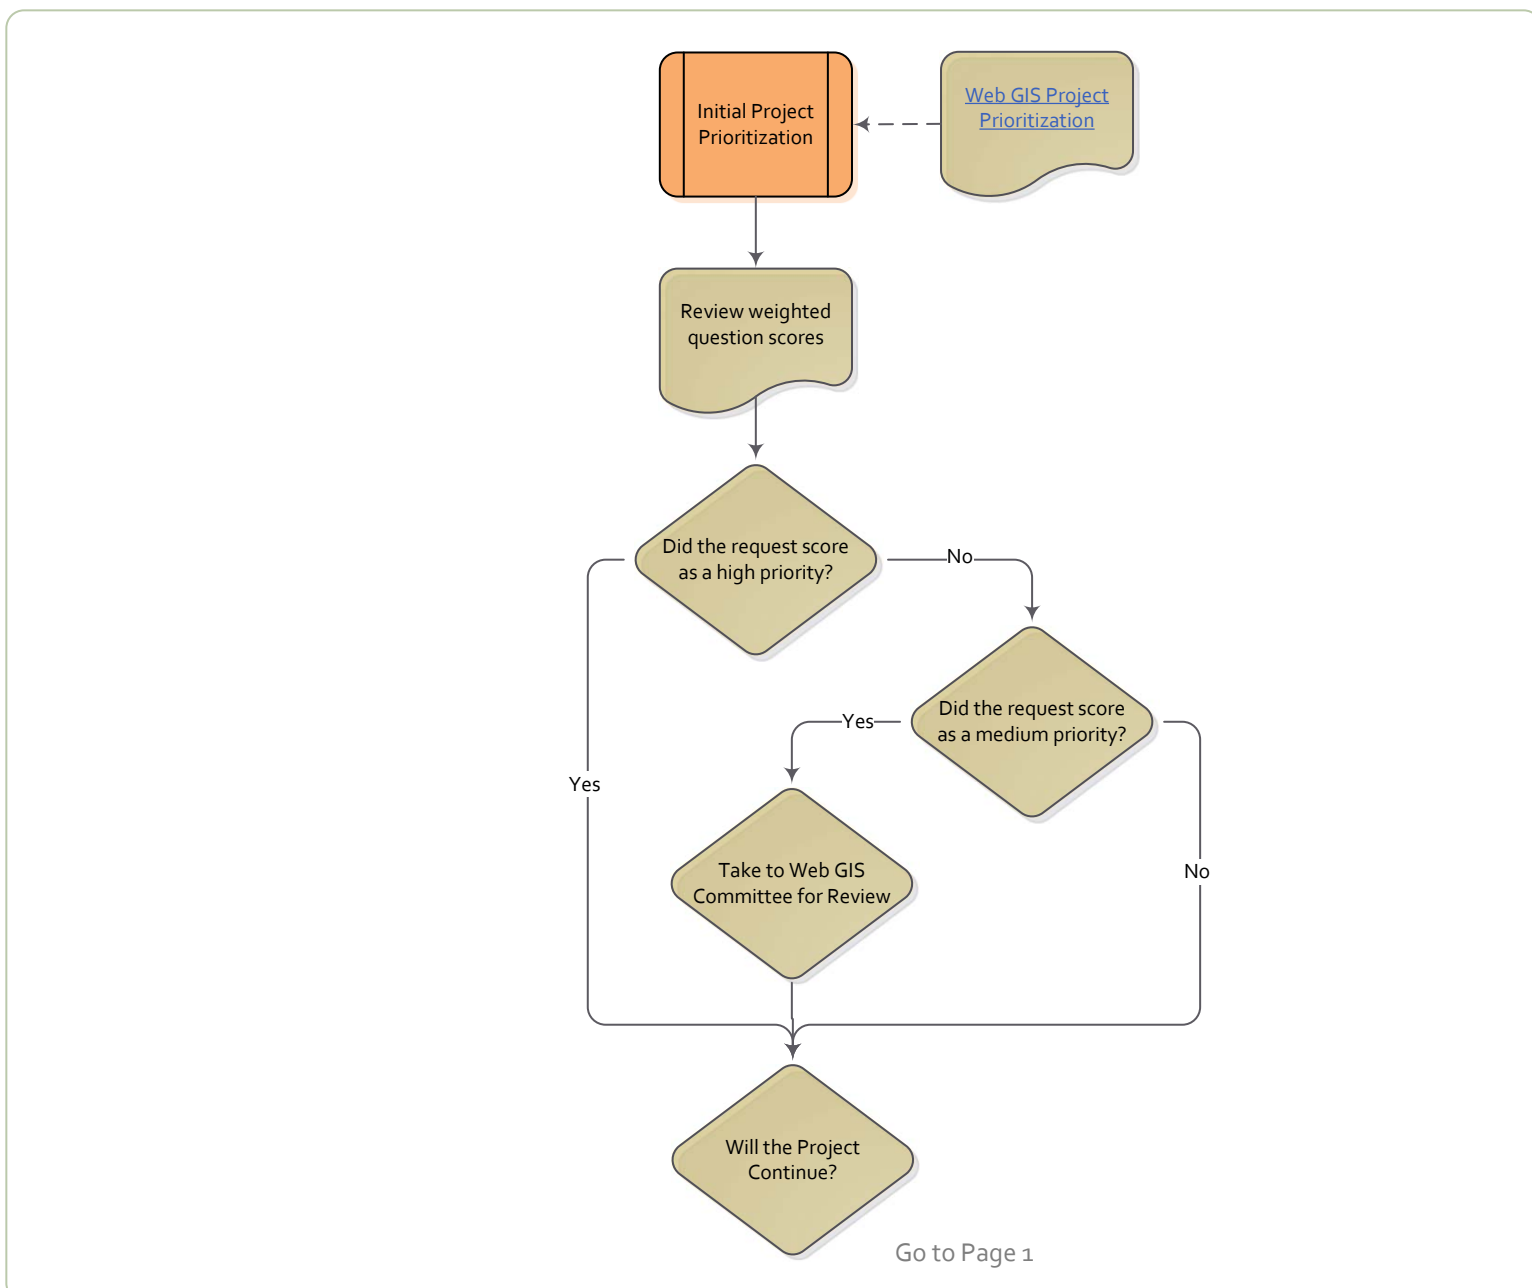 Initial Project
Prioritization
Web GIS Project
Prioritization
Review weighted
question scores
Did the request score
as a high priority?
No
Did the request score
as a medium priority?
Yes
Yes
Take to Web GIS
Committee for Review
No
Will the Project
Continue?
Go to Page 1